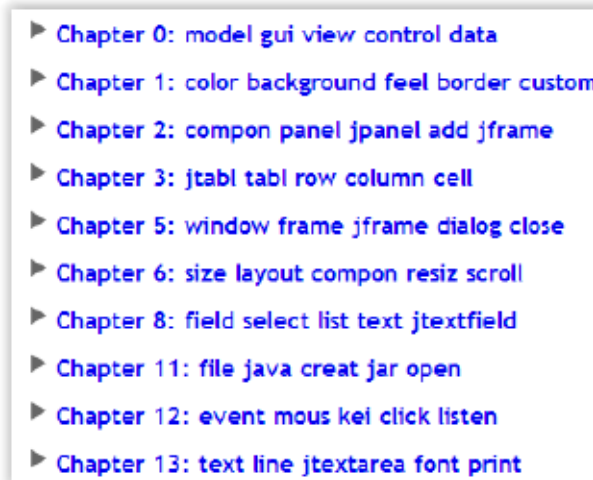 Chapter 0: model gui view control data
Chapter 1: color background feel border custom
Chapter 2: compon panel jpanel add jframe
Chapter 3: jtabl tabl row column cell
Chapter 5: window frame jframe dialog close
Chapter 6: size layout compon resiz scroll
Chapter 8: field select list text jtextfield
Chapter 11: file java creat jar open
Chapter 12: event mous kei click listen
Chapter 13: text line jtextarea font print